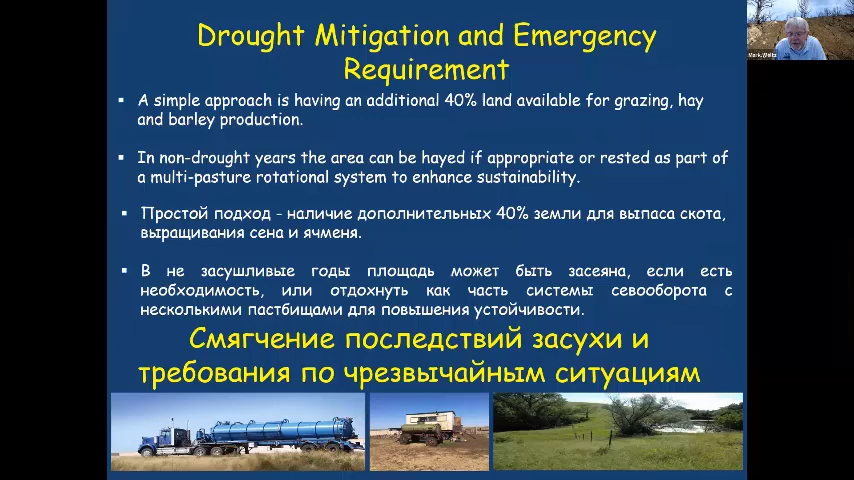 Drought Mitigation and Emergency
Requirement
▪ A simple approach is having an additional 40% land available for grazing, hay
and barley production.
▪ In non-drought years the area can be hayed if appropriate or rested as part of
a multi-pasture rotational system to enhance sustainability.
▪ Простой подход - наличие дополнительных 40% земли для выпаса скота,
выращивания сена и ячменя.
▪ В не засушливые годы площадь может быть засеяна, если есть
необходимость, или отдохнуть как часть системы севооборота с
несколькими пастбищами для повышения устойчивости.
Смягчение последствий засухи и
требования по чрезвычайным ситуациям
Mark.Weltz